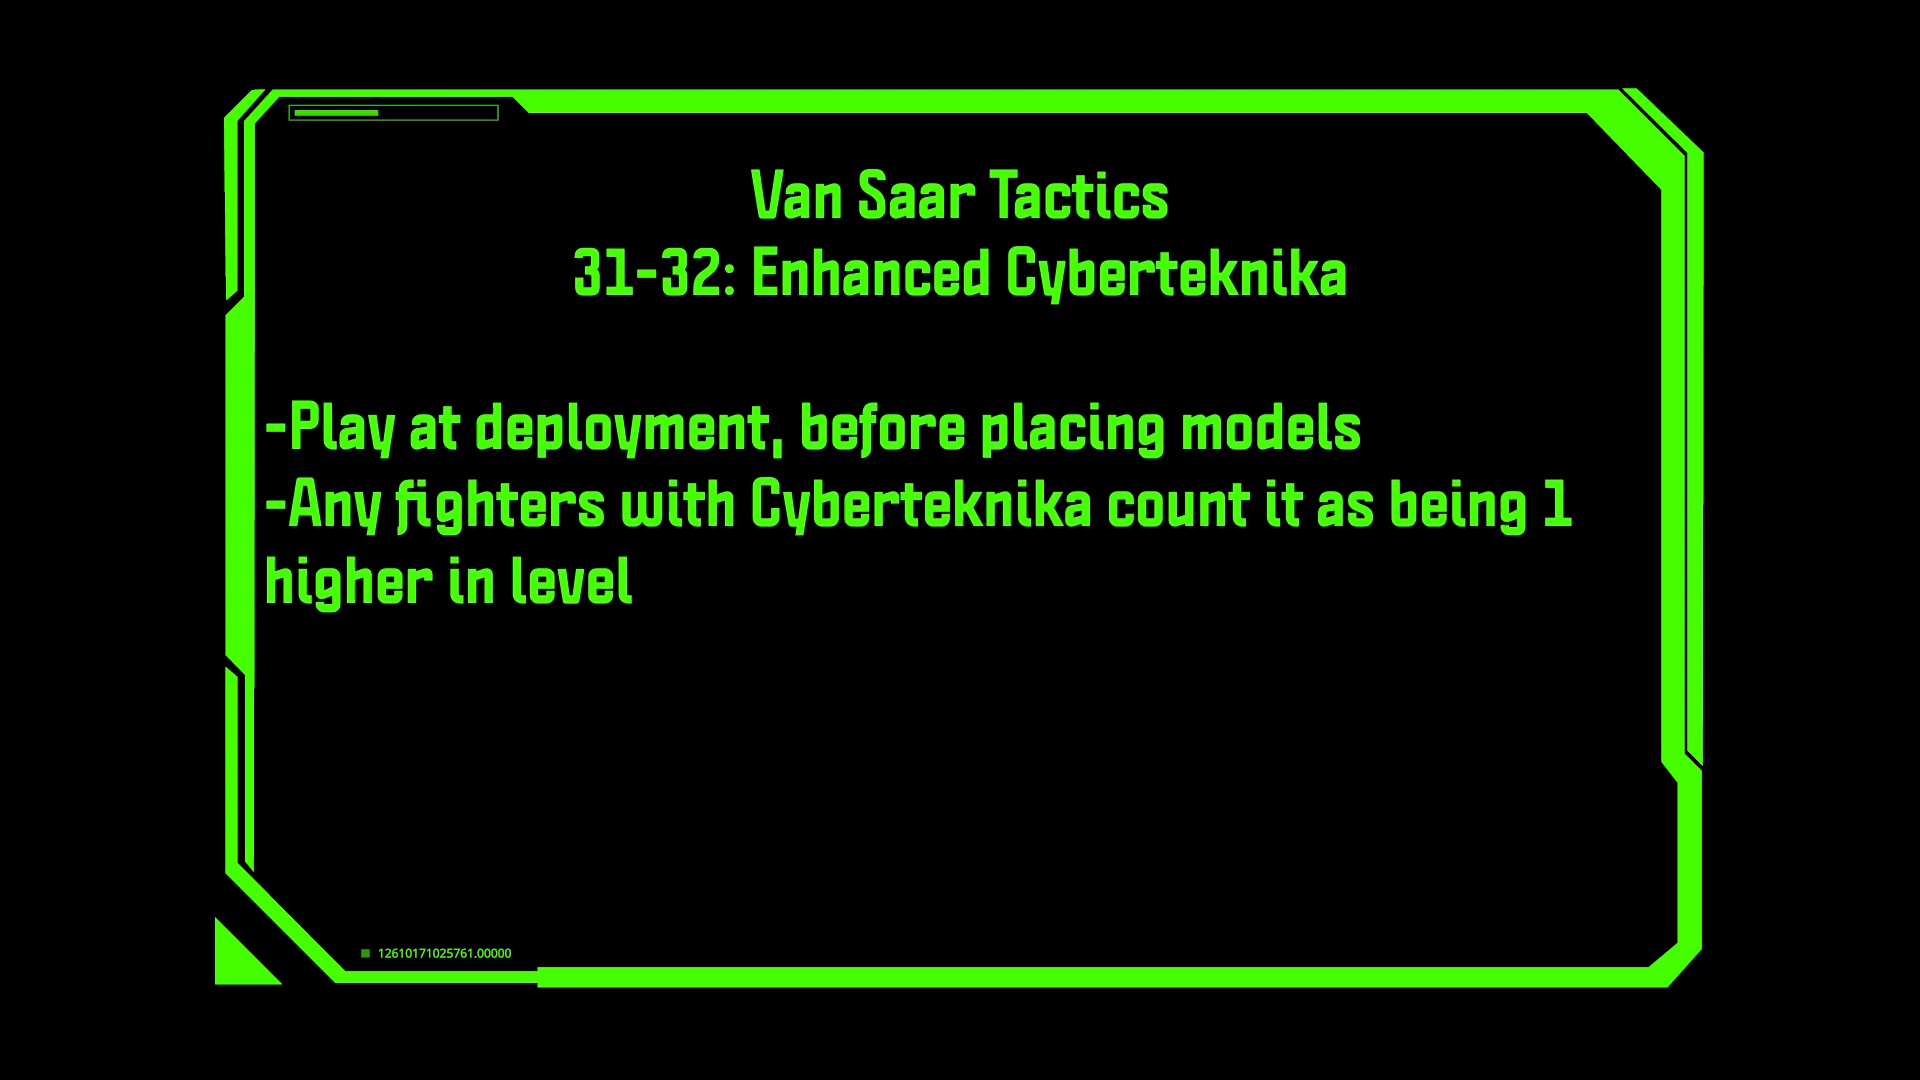 Van Saar Tactics
31-32: Enhanced Cyberteknika
-Play at deployment, before placing models
-Any fighters with Cyberteknika count it as being 1
higher in level
12610171025761.00000